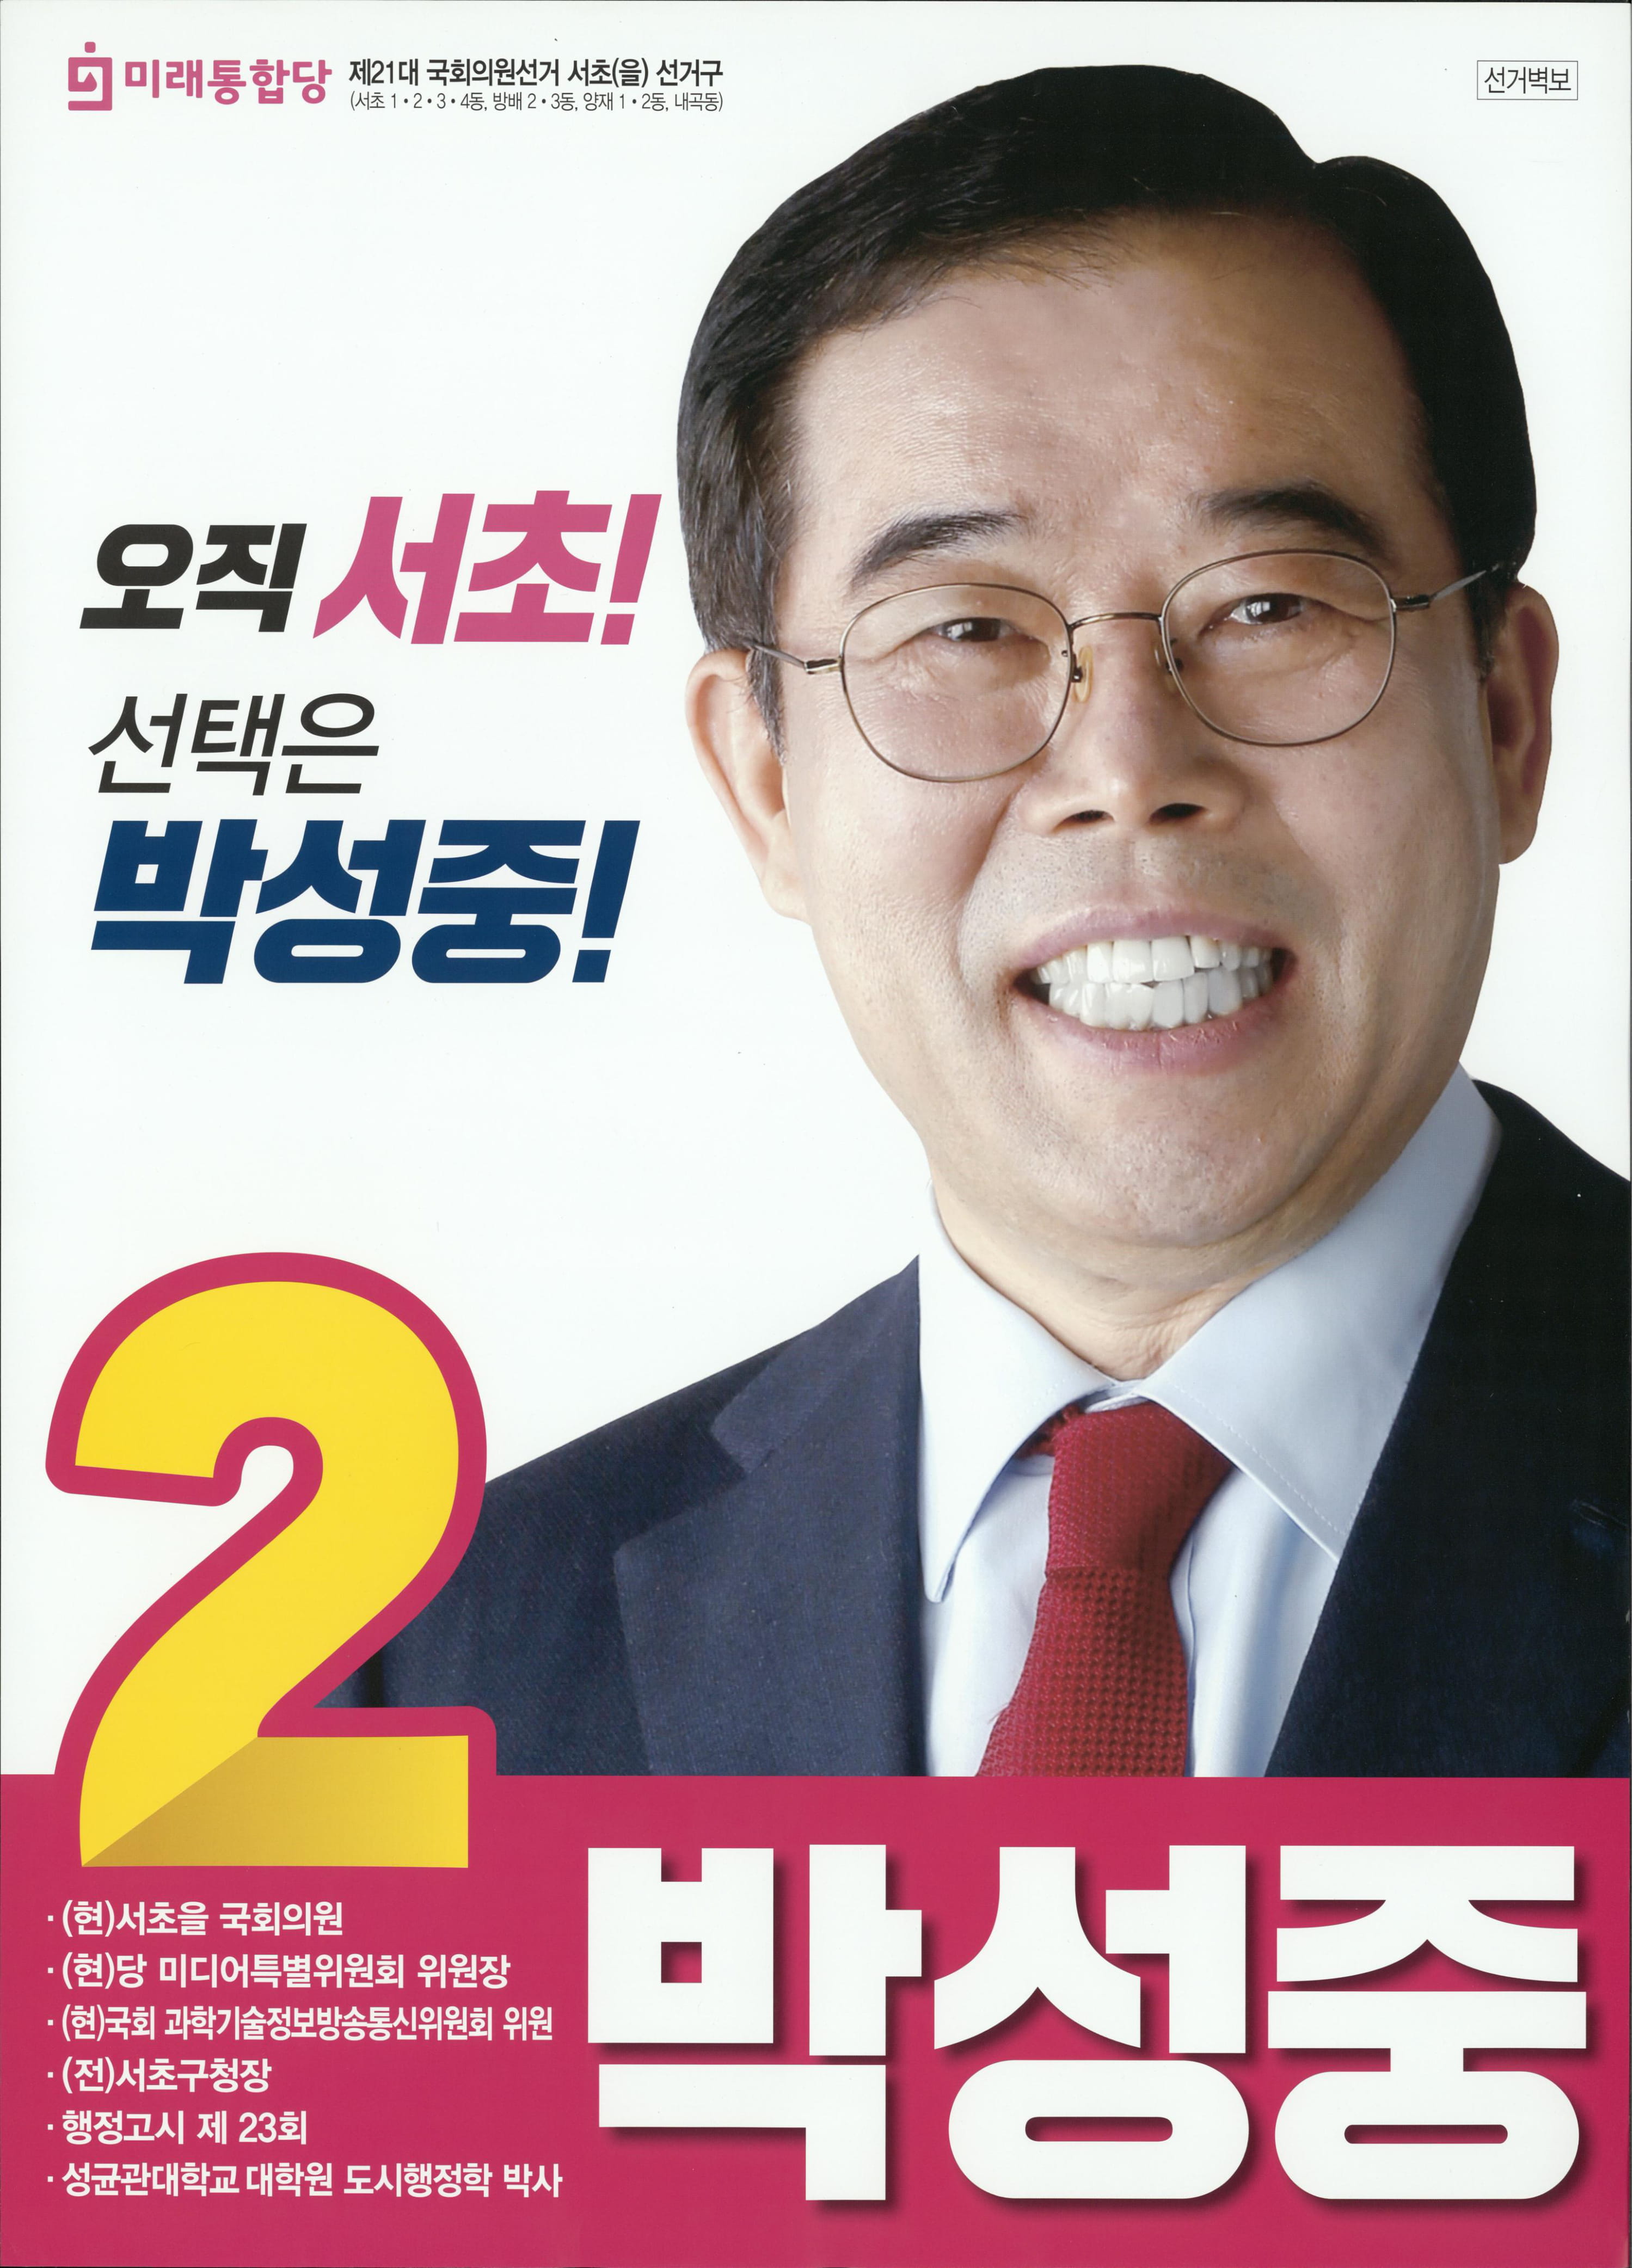 미래통합당 제21대 국회의원선거 서초(을) 선거구
(서초 1·2·3·4동, 방배 2·3동, 양재 1·2동, 내곡동)
선거벽보
오직 서초!
선택은
박성중!
2
· (현)서초을 국회의원
· (현)당 미디어특별위원회 위원장
· (현)국회 과학기술정보방송통신위원회 위원
· (전)서초구청장
· 행정고시 제 23회
· 성균관대학교 대학원 도시행정학 박사
박성중